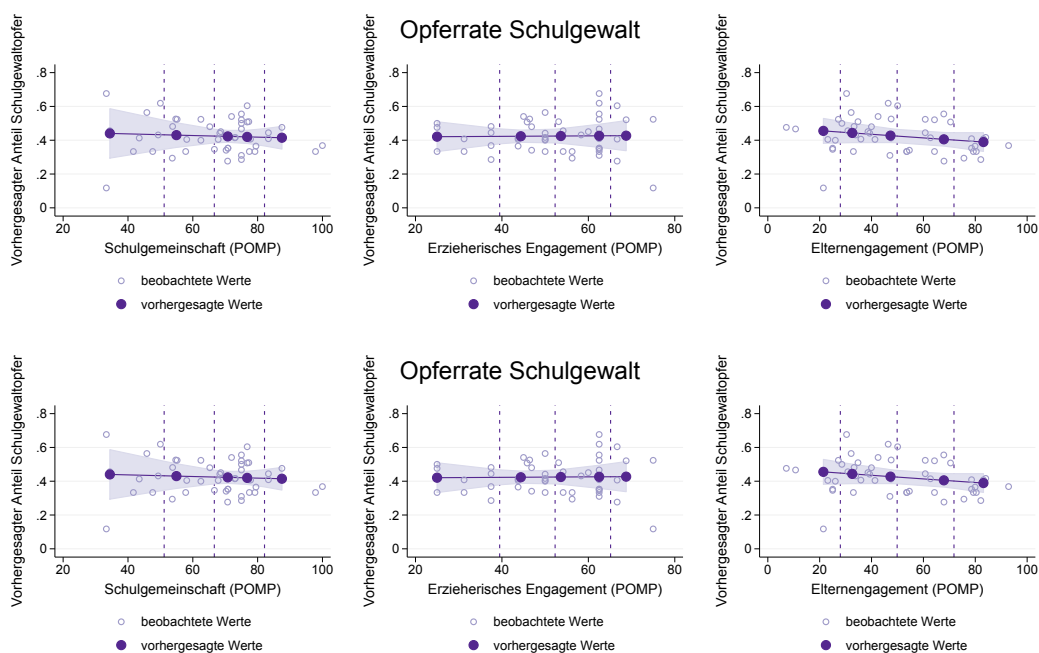 Opferrate Schulgewalt
Vorhergesagter Anteil Schulgewaltopfer
.8
.6
.4
.2
0
20
40
60
80
100
Schulgemeinschaft (POMP)
beobachtete Werte
vorhergesagte Werte
Vorhergesagter Anteil Schulgewaltopfer
.8
.6
.4
.2
0
20
40
60
80
Erzieherisches Engagement (POMP)
beobachtete Werte
vorhergesagte Werte
Vorhergesagter Anteil Schulgewaltopfer
.8
.6
.4
.2
0
0
20
40
60
80
100
Elternengagement (POMP)
beobachtete Werte
vorhergesagte Werte
Opferrate Schulgewalt
Vorhergesagter Anteil Schulgewaltopfer
.8
.6
.4
.2
0
20
40
60
80
100
Schulgemeinschaft (POMP)
beobachtete Werte
vorhergesagte Werte
Vorhergesagter Anteil Schulgewaltopfer
.8
.6
.4
.2
0
20
40
60
80
Erzieherisches Engagement (POMP)
beobachtete Werte
vorhergesagte Werte
Vorhergesagter Anteil Schulgewaltopfer
.8
.6
.4
.2
0
0
20
40
60
80
100
Elternengagement (POMP)
beobachtete Werte
vorhergesagte Werte